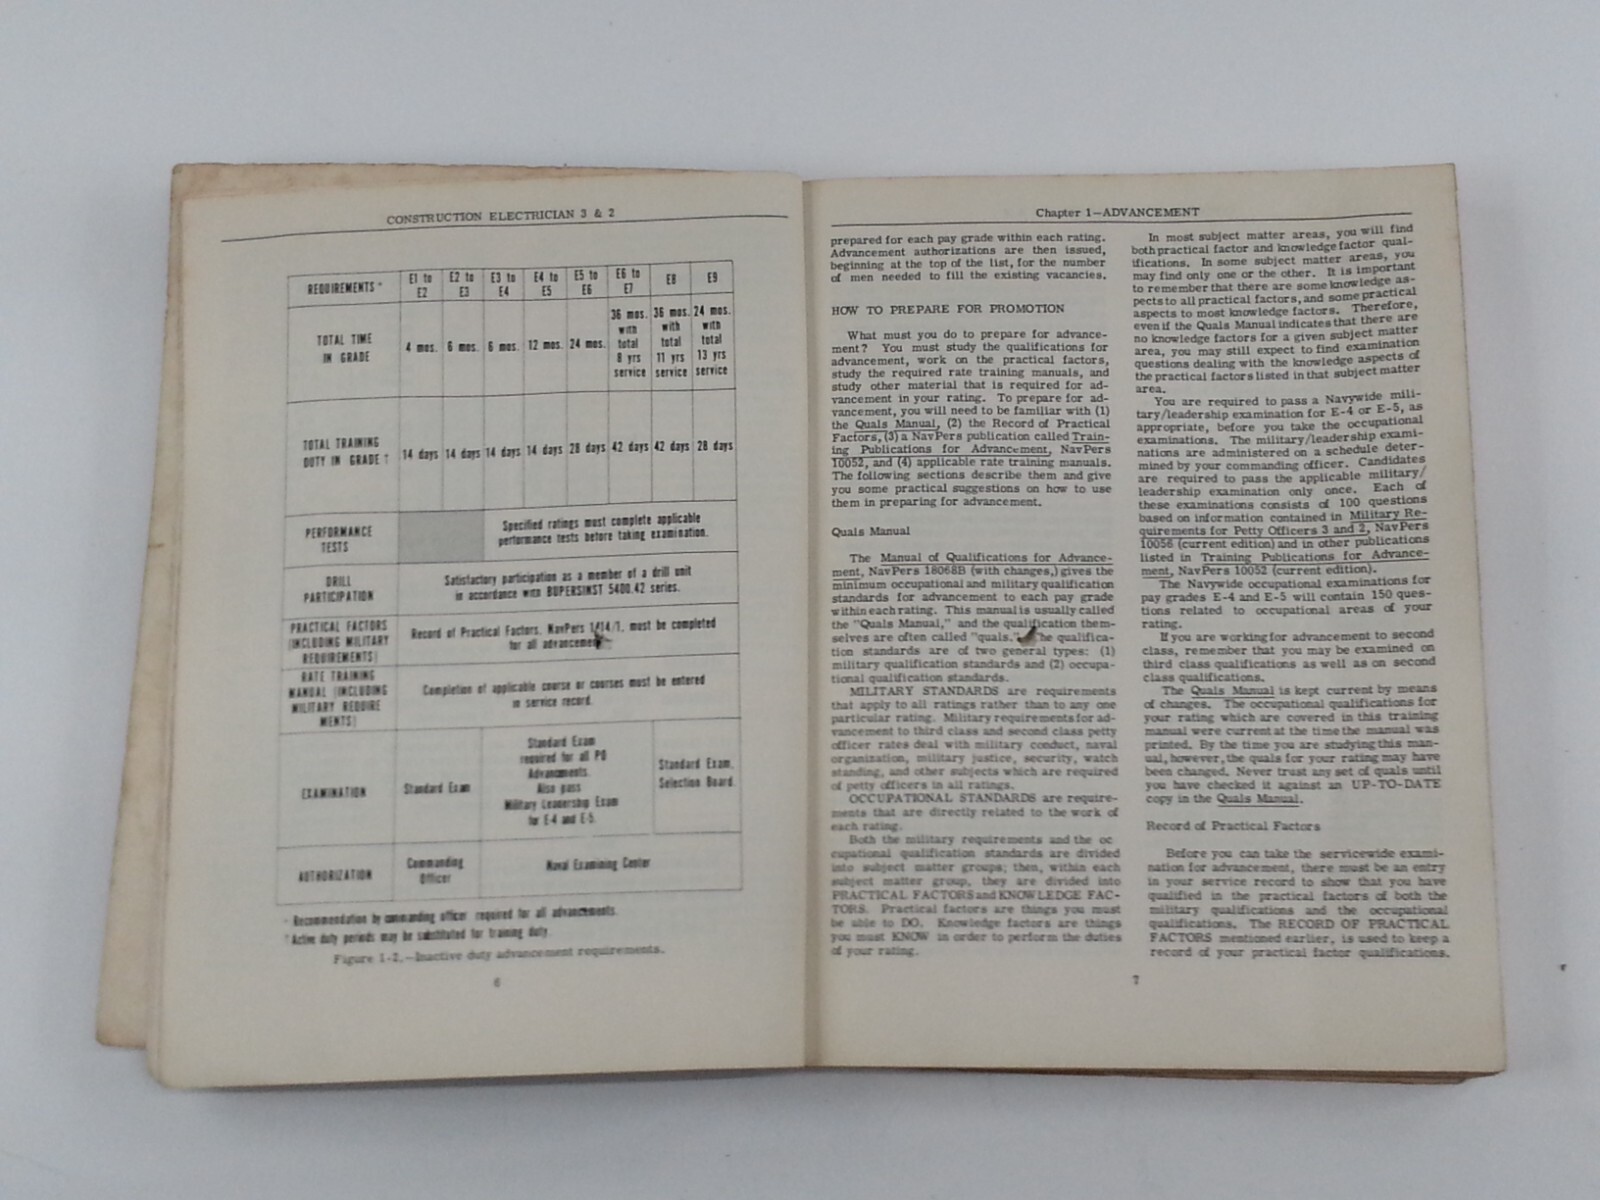 CONSTRUCTION ELECTRICIAN 3 & 2
REQUIREMENTS*
E1 to E2
E2 to E3
E3 to E4
E4 to E5
E5 to E6
E6 to E7
E8
E9
TOTAL TIME IN GRADE
4 mos.
6 mos.
6 mos.
12 mos.
24 mos.
36 mos. with total 8 yrs service
36 mos. with total 11 yrs service
24 mos. with total 13 yrs service
TOTAL TRAINING DUTY IN GRADE †
14 days
14 days
14 days
14 days
28 days
42 days
42 days
28 days
PERFORMANCE TESTS
Specified ratings must complete applicable
performance tests before taking examination.
DRILL PARTICIPATION
Satisfactory participation as a member of a drill unit
in accordance with BUPERSINST 5400.42 series.
PRACTICAL FACTORS
(INCLUDING MILITARY
REQUIREMENTS)
Record of Practical Factors, NavPers 1414/1, must be completed
for all advancements.
RATE TRAINING
MANUAL (INCLUDING
MILITARY REQUIRE
MENTS)
Completion of applicable course or courses must be entered
in service record.
EXAMINATION
Standard Exam
Standard Exam
required for all PO
Advancements.
Also pass
Military Leadership Exam
for E-4 and E-5.
Standard Exam,
Selection Board.
AUTHORIZATION
Commanding
Officer
Naval Examining Center
* Recommendation by commanding officer required for all advancements.
† Active duty periods may be substituted for training duty.
Figure 1-2.—Inactive duty advancement requirements.
6
Chapter 1—ADVANCEMENT
prepared for each pay grade within each rating.
Advancement authorizations are then issued,
beginning at the top of the list, for the number
of men needed to fill the existing vacancies.
HOW TO PREPARE FOR PROMOTION
What must you do to prepare for advance-
ment? You must study the qualifications for
advancement, work on the practical factors,
study the required rate training manuals, and
study other material that is required for ad-
vancement in your rating. To prepare for ad-
vancement, you will need to be familiar with (1)
the Quals Manual, (2) the Record of Practical
Factors, (3) a NavPers publication called Train-
ing Publications for Advancement, NavPers
10052, and (4) applicable rate training manuals.
The following sections describe them and give
you some practical suggestions on how to use
them in preparing for advancement.
Quals Manual
The Manual of Qualifications for Advance-
ment, NavPers 18068B (with changes,) gives the
minimum occupational and military qualification
standards for advancement to each pay grade
within each rating. This manual is usually called
the "Quals Manual," and the qualification them-
selves are often called "quals." The qualifica-
tion standards are of two general types: (1)
military qualification standards and (2) occupa-
tional qualification standards.
MILITARY STANDARDS are requirements
that apply to all ratings rather than to any one
particular rating. Military requirements for ad-
vancement to third class and second class petty
officer rates deal with military conduct, naval
organization, military justice, security, watch
standing, and other subjects which are required
of petty officers in all ratings.
OCCUPATIONAL STANDARDS are require-
ments that are directly related to the work of
each rating.
Both the military requirements and the oc
cupational qualification standards are divided
into subject matter groups; then, within each
subject matter group, they are divided into
PRACTICAL FACTORS and KNOWLEDGE FAC-
TORS. Practical factors are things you must
be able to DO. Knowledge factors are things
you must KNOW in order to perform the duties
of your rating.
In most subject matter areas, you will find
both practical factor and knowledge factor qual-
ifications. In some subject matter areas, you
may find only one or the other. It is important
to remember that there are some knowledge as-
pects to all practical factors, and some practical
aspects to most knowledge factors. Therefore,
even if the Quals Manual indicates that there are
no knowledge factors for a given subject matter
area, you may still expect to find examination
questions dealing with the knowledge aspects of
the practical factors listed in that subject matter
area.
You are required to pass a Navywide mili-
tary/leadership examination for E-4 or E-5, as
appropriate, before you take the occupational
examinations. The military/leadership exami-
nations are administered on a schedule deter-
mined by your commanding officer. Candidates
are required to pass the applicable military/
leadership examination only once. Each of
these examinations consists of 100 questions
based on information contained in Military Re-
quirements for Petty Officers 3 and 2, NavPers
10056 (current edition) and in other publications
listed in Training Publications for Advance-
ment, NavPers 10052 (current edition).
The Navywide occupational examinations for
pay grades E-4 and E-5 will contain 150 ques-
tions related to occupational areas of your
rating.
If you are working for advancement to second
class, remember that you may be examined on
third class qualifications as well as on second
class qualifications.
The Quals Manual is kept current by means
of changes. The occupational qualifications for
your rating which are covered in this training
manual were current at the time the manual was
printed. By the time you are studying this man-
ual, however, the quals for your rating may have
been changed. Never trust any set of quals until
you have checked it against an UP-TO-DATE
copy in the Quals Manual.
Record of Practical Factors
Before you can take the servicewide exami-
nation for advancement, there must be an entry
in your service record to show that you have
qualified in the practical factors of both the
military qualifications and the occupational
qualifications. The RECORD OF PRACTICAL
FACTORS mentioned earlier, is used to keep a
record of your practical factor qualifications.
7